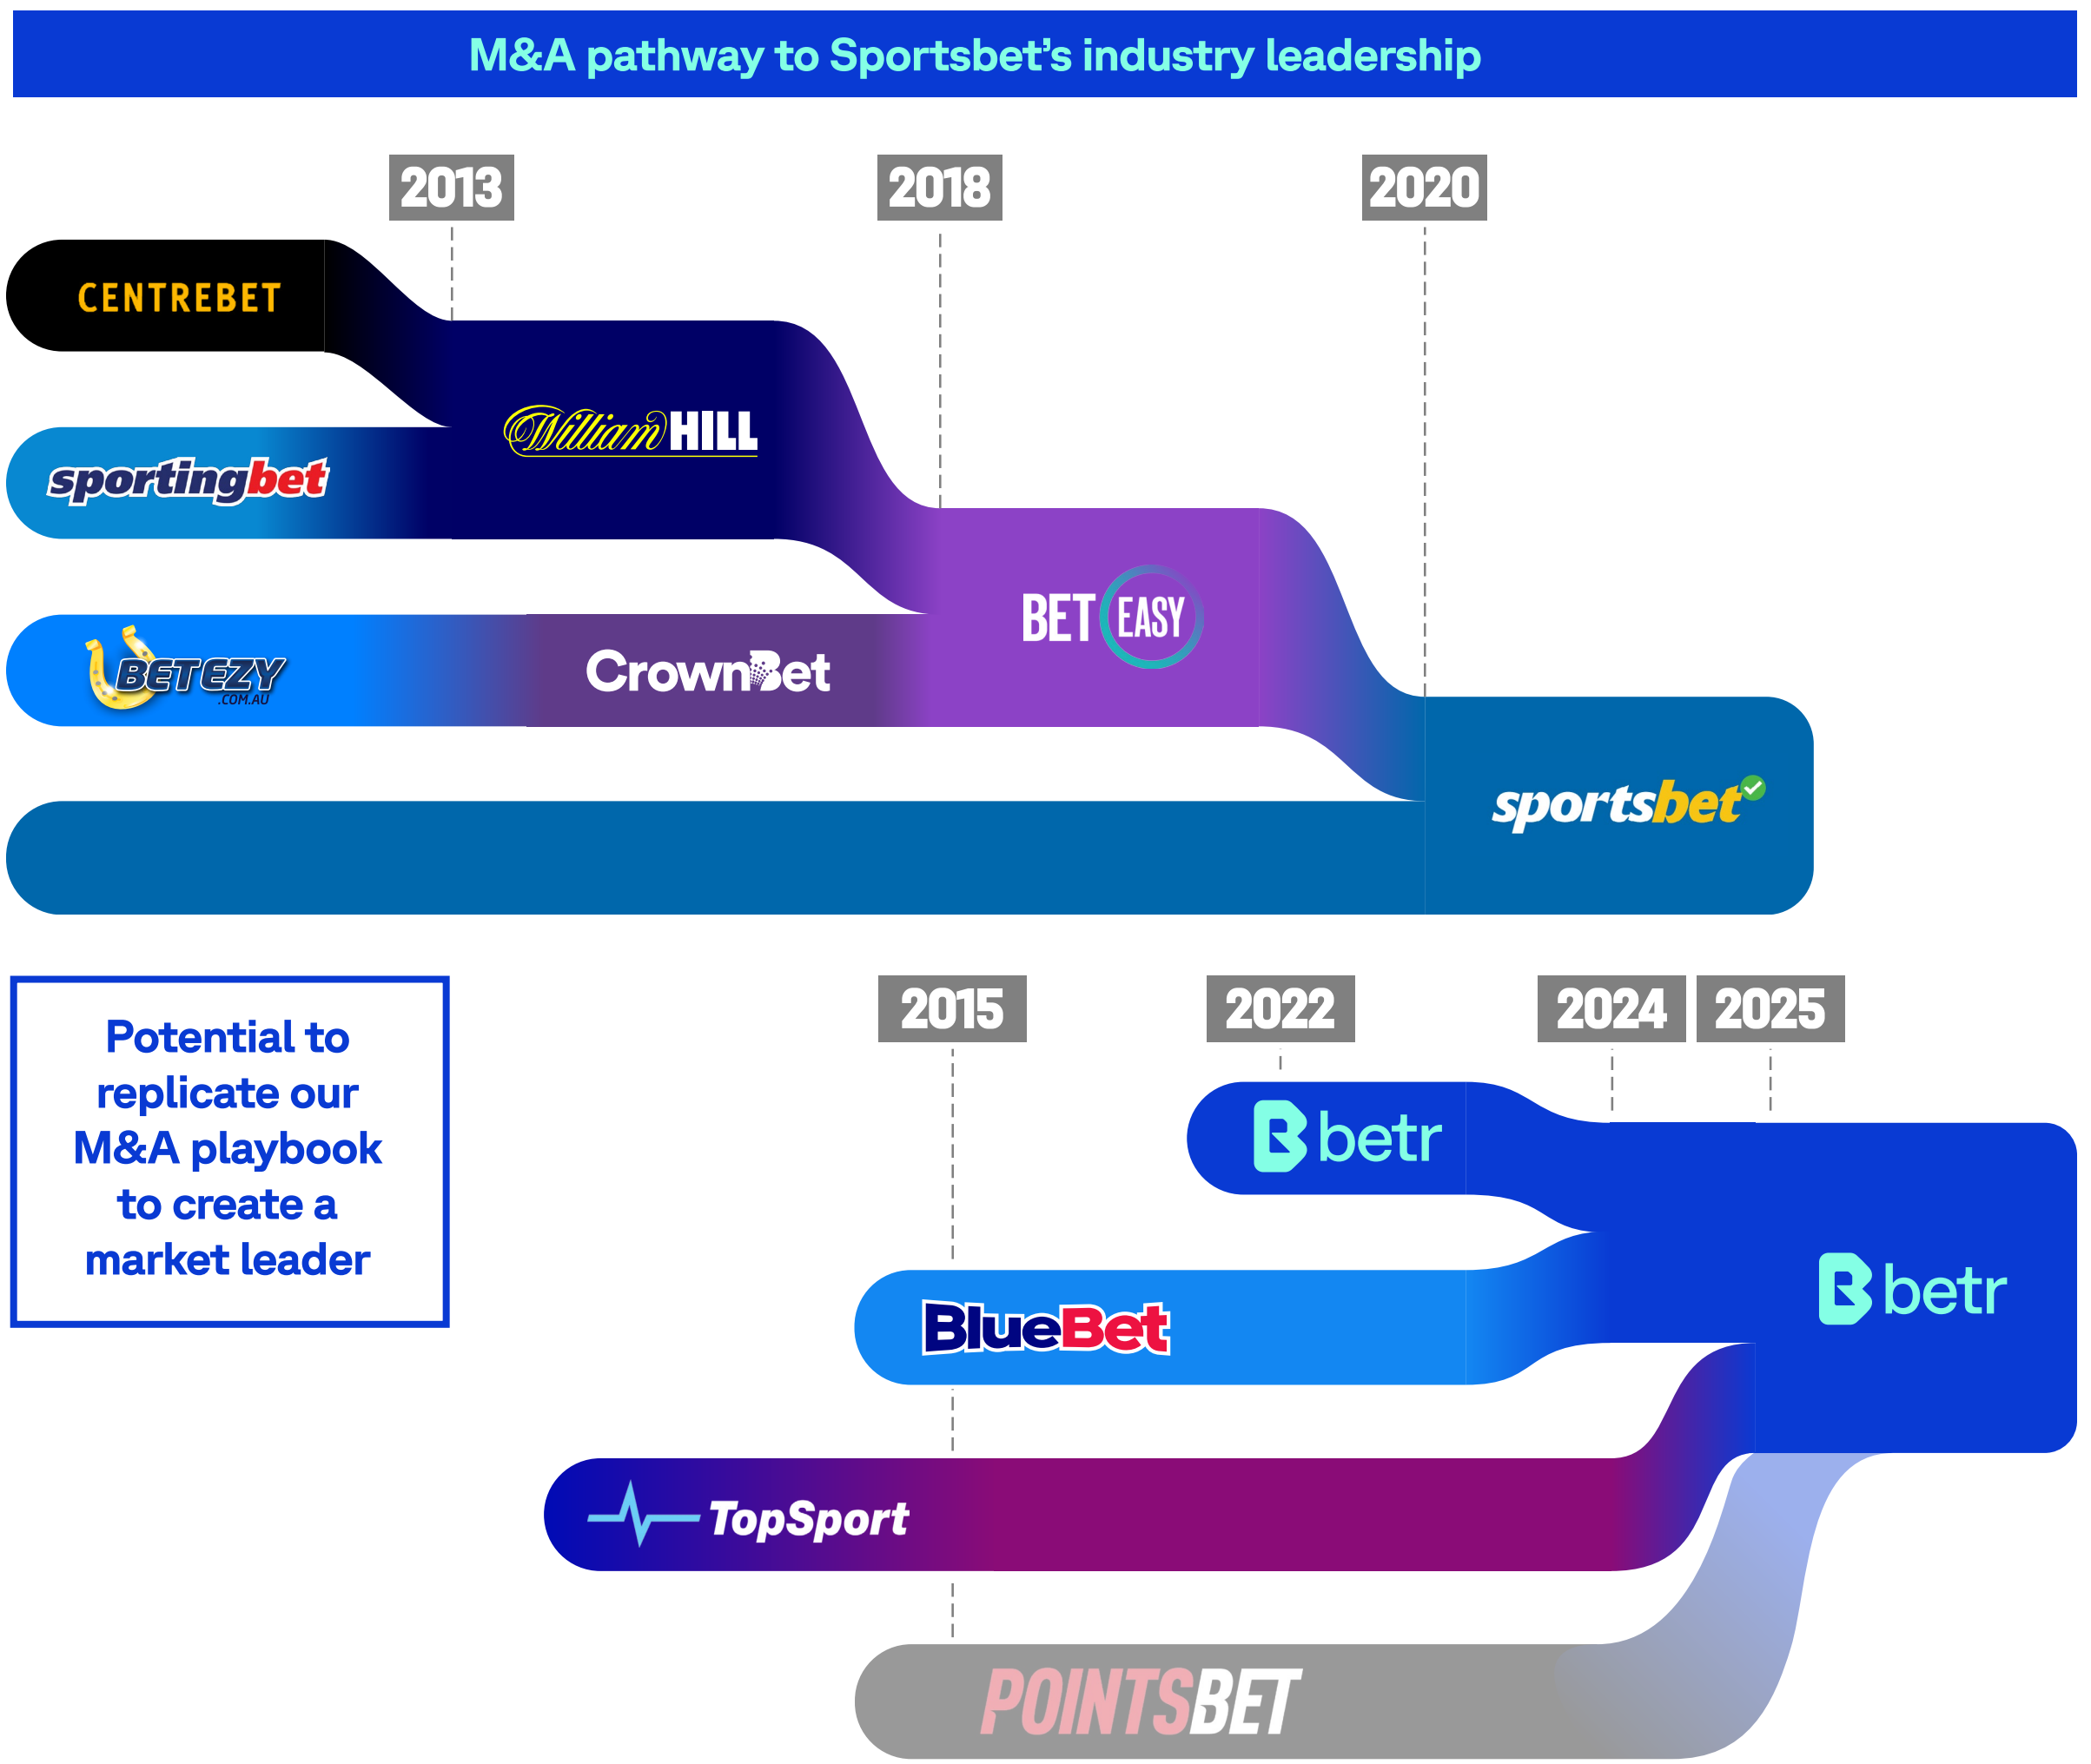 M&A pathway to Sportsbet's industry leadership
2013
2018
2020
CENTREBET
William HILL
sportingbet
BET EASY
BETEZY
.COM.AU
CrownBet
sportsbet
2015
2022
2024
2025
Potential to
replicate our
M&A playbook
to create a
market leader
betr
betr
BlueBet
TopSport
POINTSBET